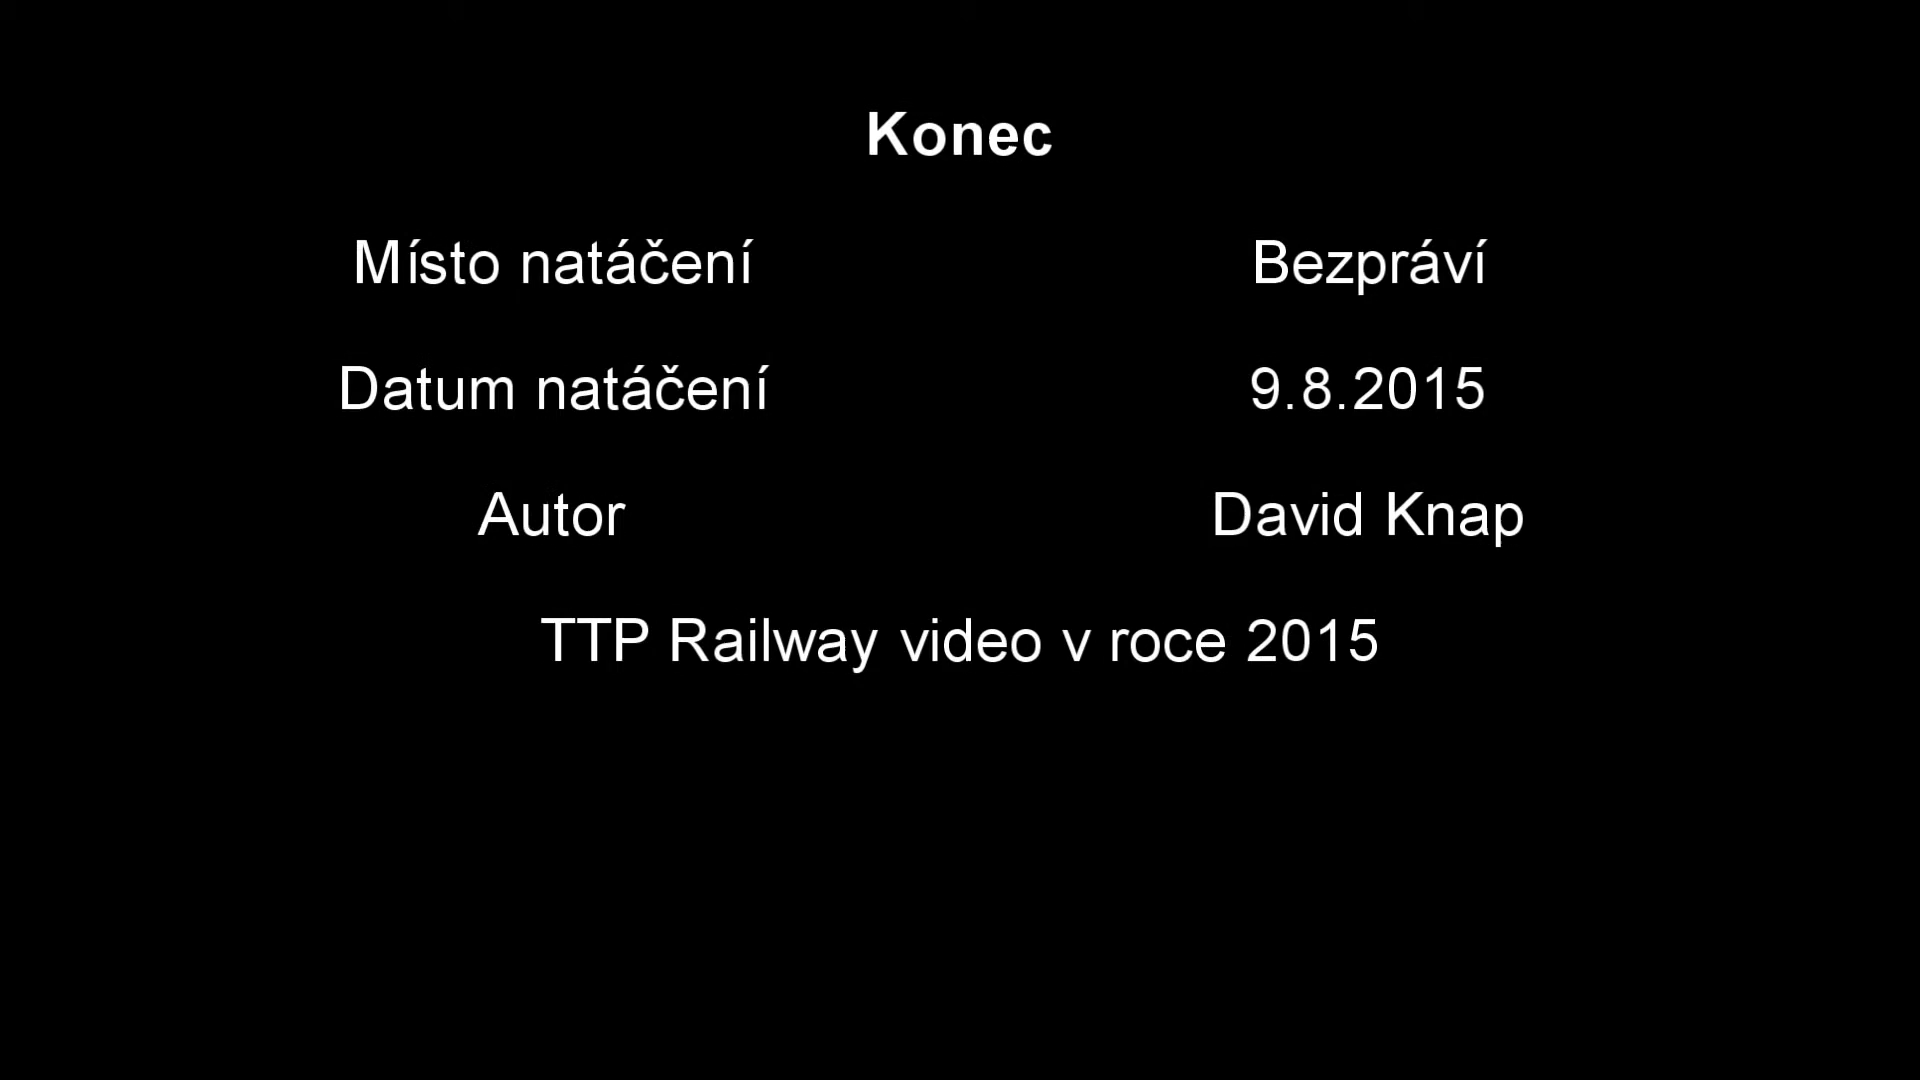 Konec
Místo natáčení Bezpráví
Datum natáčení 9.8.2015
Autor David Knap
TTP Railway video v roce 2015